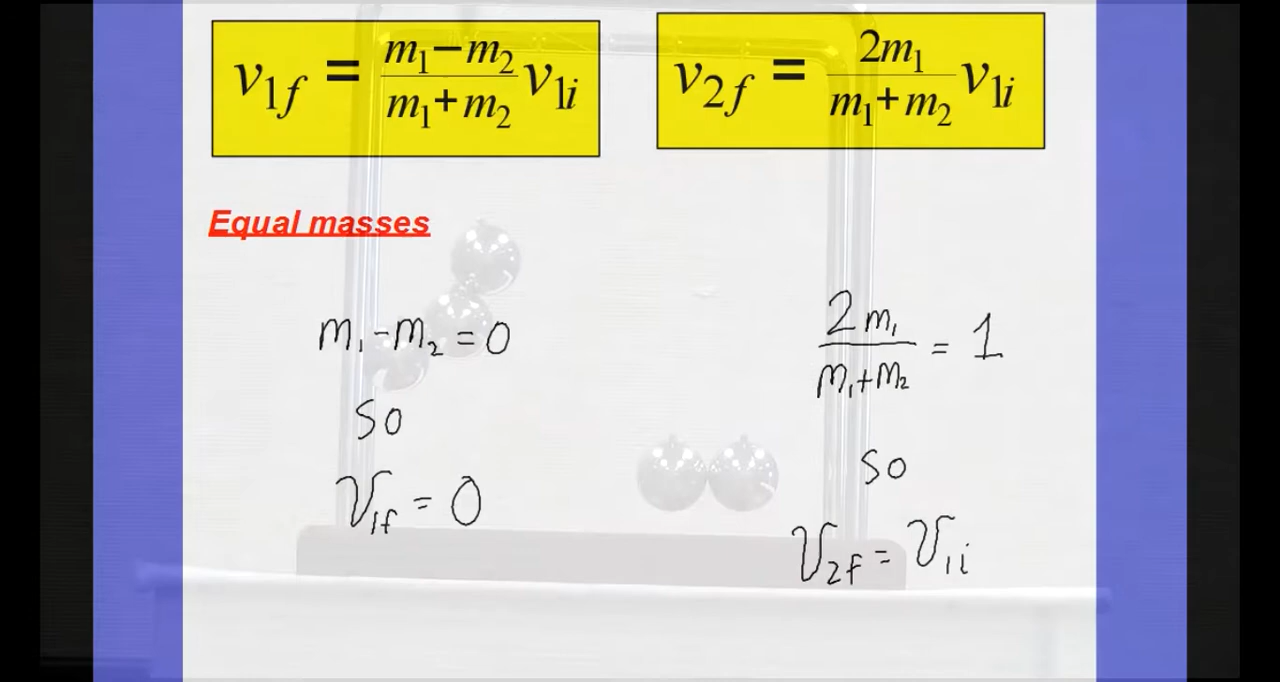 v1f = m1−m2 / m1+m2 v1i
v2f = 2m1 / m1+m2 v1i
Equal masses
m1-m2 = 0
so
v1f = 0
2m1 / m1+m2 = 1
so
v2f = v1i